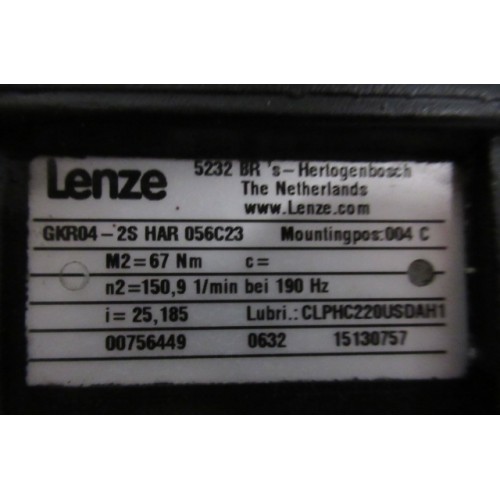 Lenze
5232 BR 's-Hertogenbosch
The Netherlands
www.Lenze.com
GKR04-2S HAR 056C23 Mountingpos:004 C
M2=67 Nm c=
n2=150,9 1/min bei 190 Hz
i= 25,185 Lubri.: CLPHC220USDAH1
00756449 0632 15130757